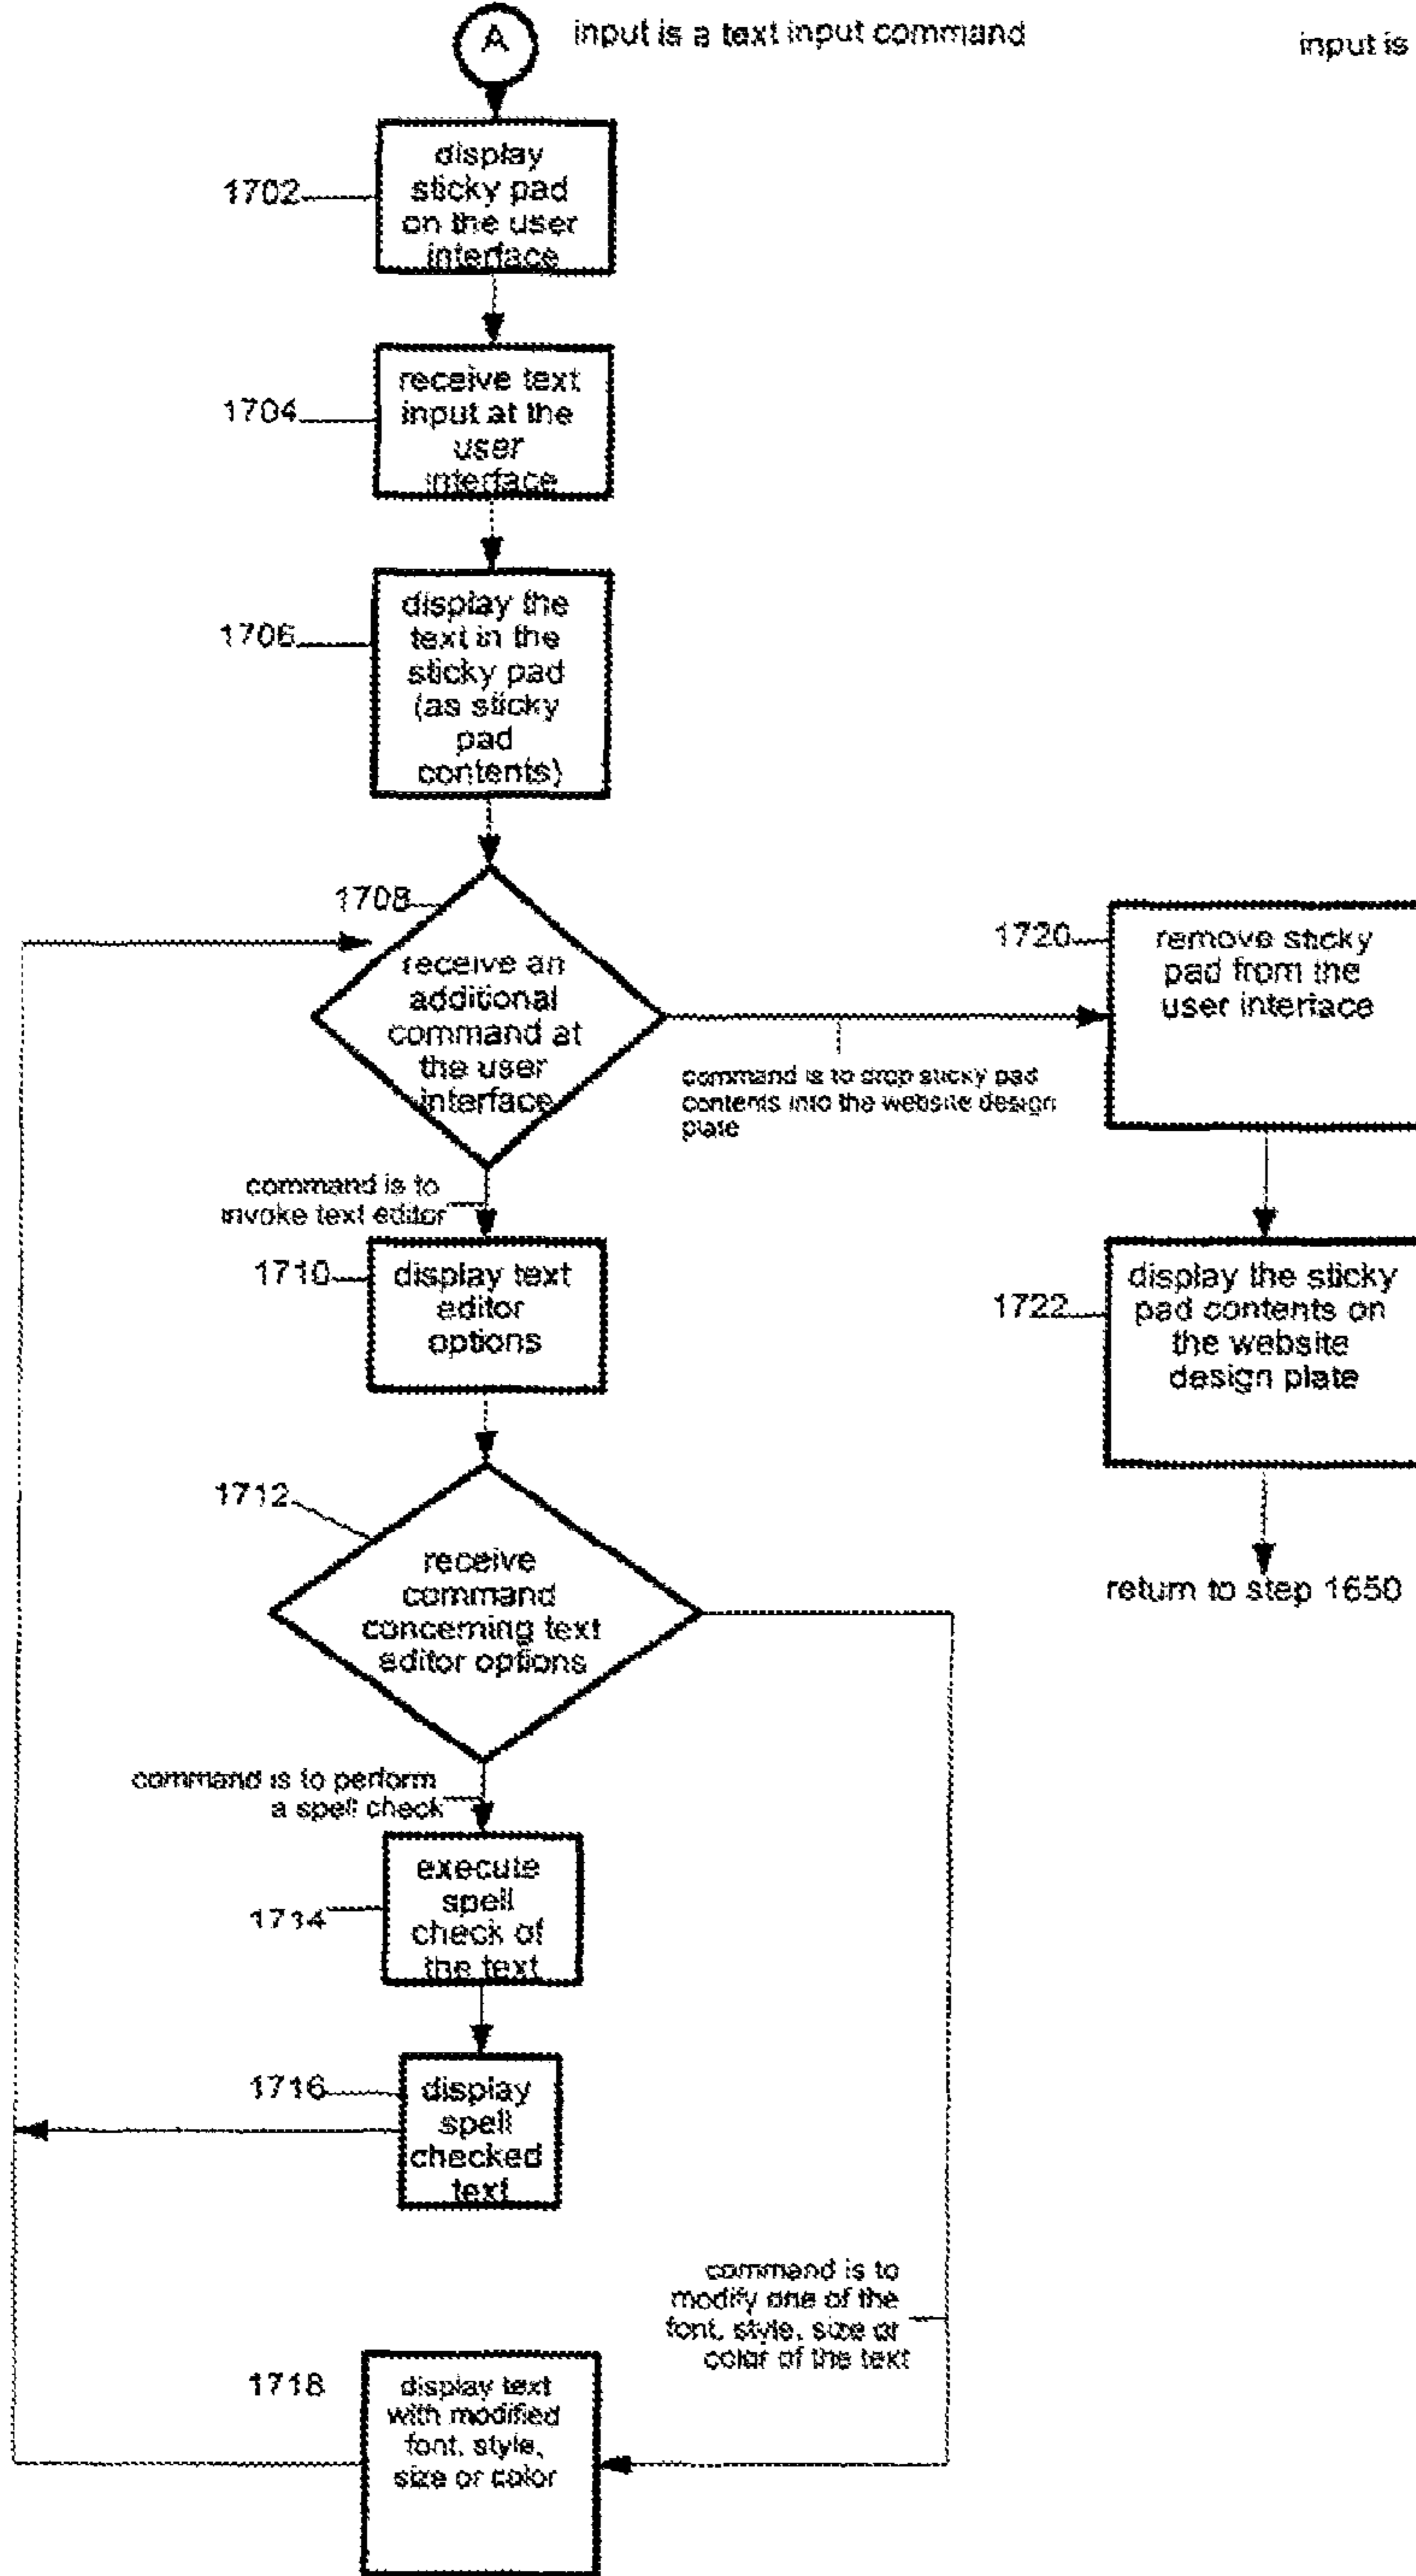 A
input is a text input command
input is
1702
display
sticky pad
on the user
interface
1704
receive text
input at the
user
interface
1706
display the
text in the
sticky pad
(as sticky
pad
contents)
1708
receive an
additional
command at
the user
interface
command is to drop sticky pad
contents into the website design
plate
1720
remove sticky
pad from the
user interface
command is to
invoke text editor
1710
display text
editor
options
1722
display the sticky
pad contents on
the website
design plate
return to step 1650
1712
receive
command
concerning text
editor options
command is to perform
a spell check
1714
execute
spell
check of
the text
1716
display
spell
checked
text
command is to
modify one of the
font, style, size or
color of the text
1718
display text
with modified
font, style,
size or color